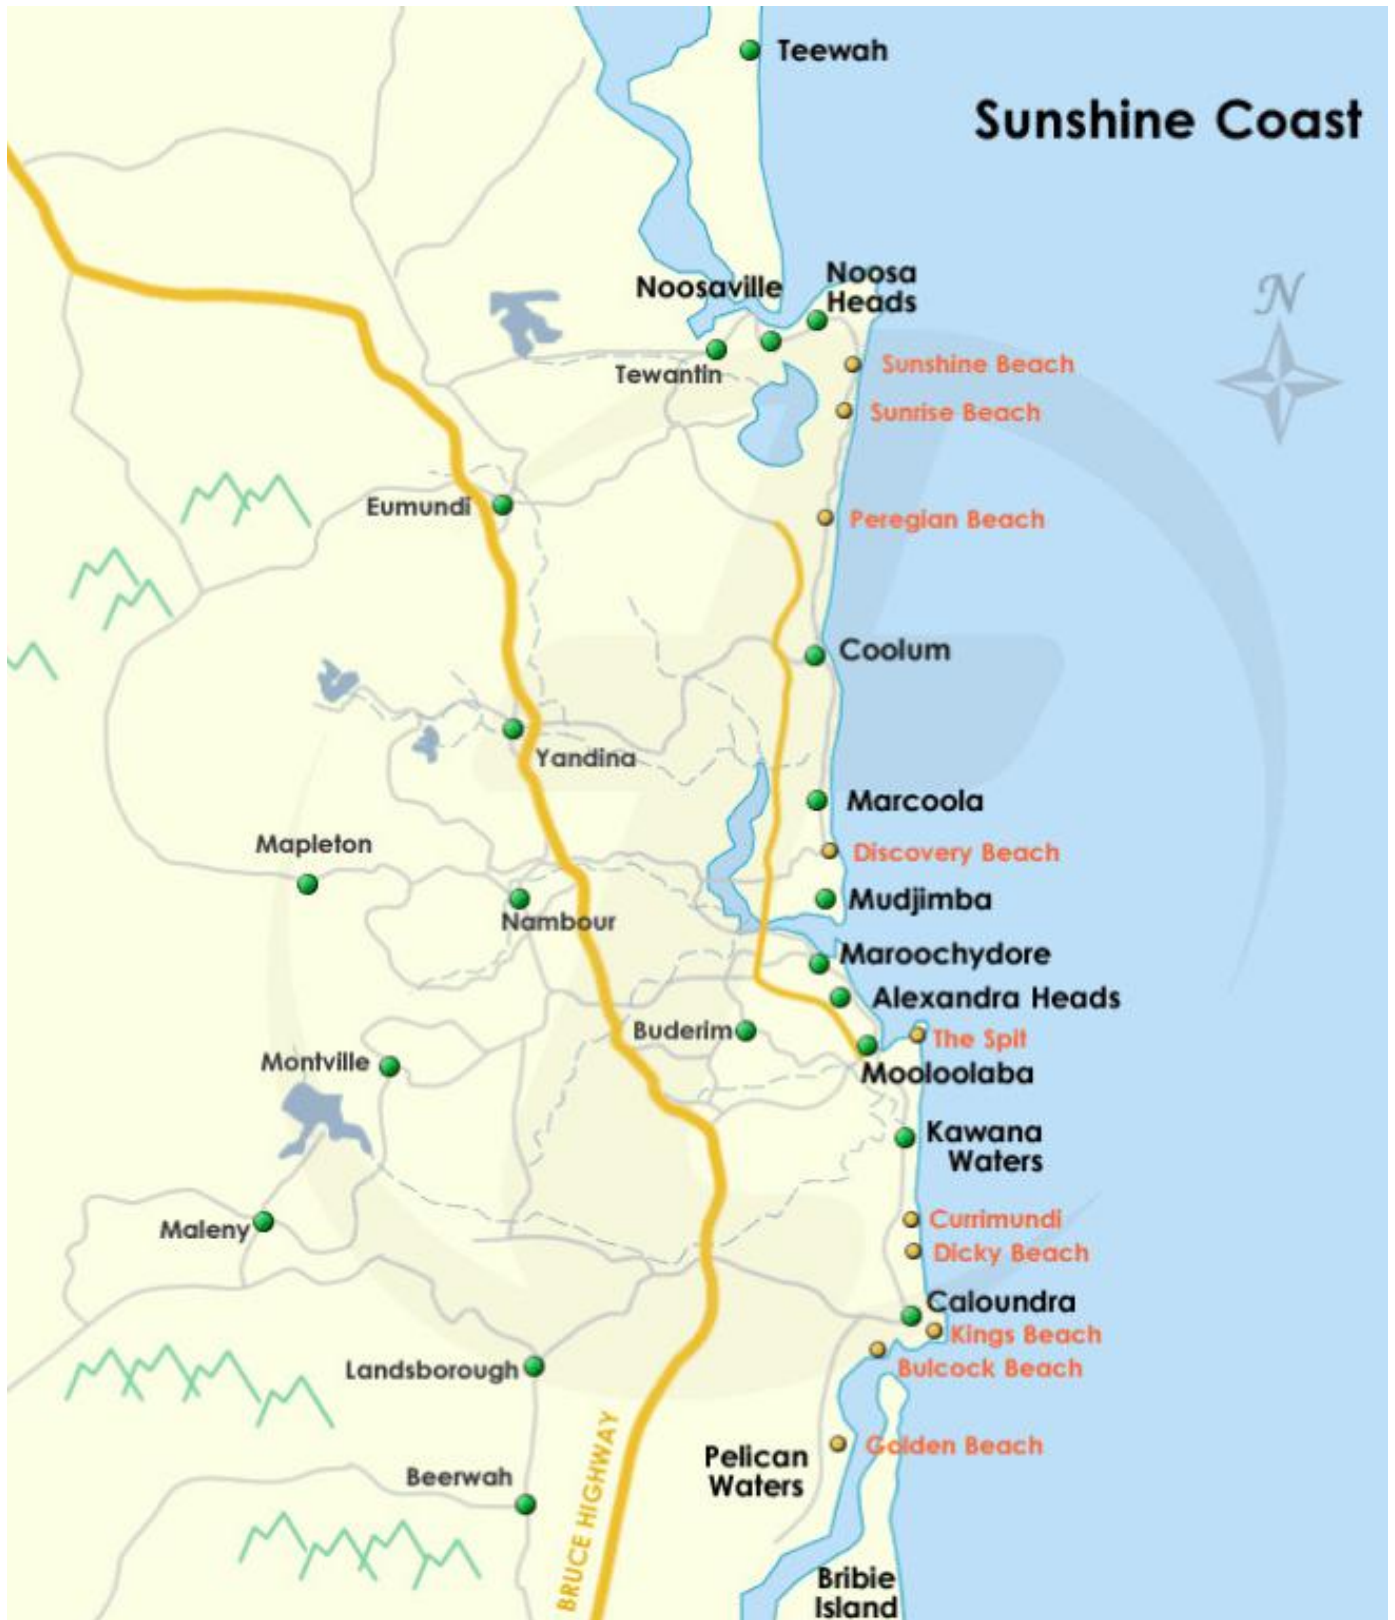 Teewah
Sunshine Coast
N
Noosaville
Noosa
Heads
Sunshine Beach
Tewantin
Sunrise Beach
Eumundi
Peregian Beach
Coolum
Yandina
Marcoola
Mapleton
Discovery Beach
Mudjimba
Nambour
Maroochydore
Alexandra Heads
Buderim
The Spit
Montville
Mooloolaba
Kawana
Waters
Currimundi
Maleny
Dicky Beach
Caloundra
Kings Beach
Landsborough
Bulcock Beach
Golden Beach
Pelican
Waters
Beerwah
BRUCE HIGHWAY
Bribie
Island